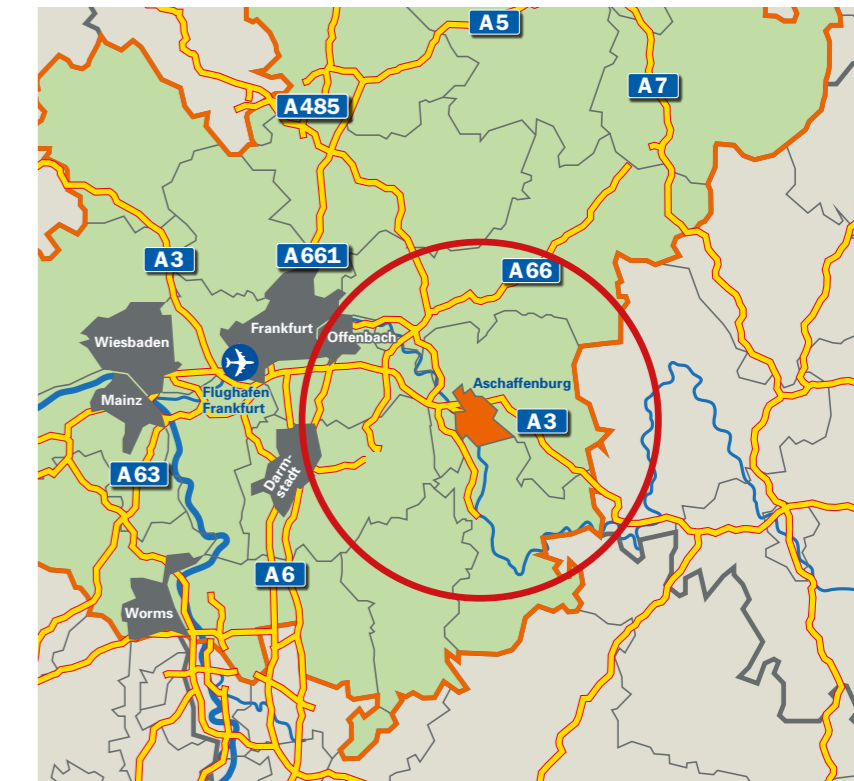 A5
A7
A485
A3
A661
A66
Frankfurt
Offenbach
Wiesbaden
Aschaffenburg
Flughafen
Frankfurt
Mainz
A3
A63
Darm-
stadt
A6
Worms